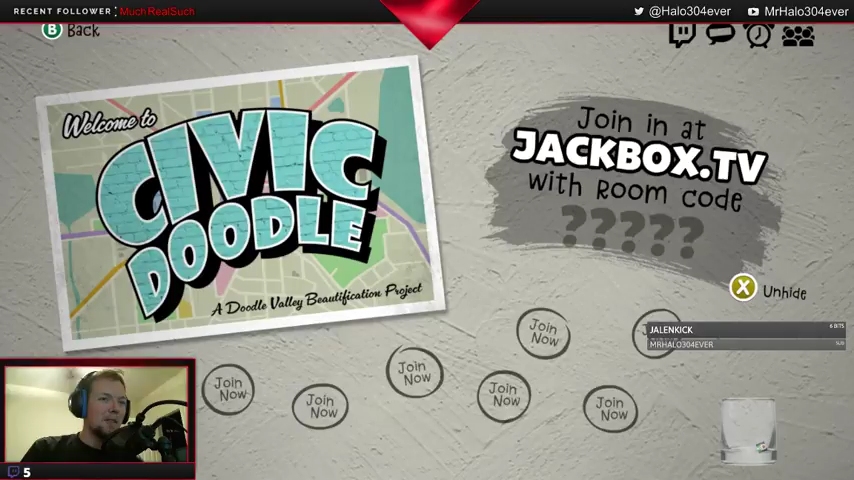 RECENT FOLLOWER: MuchRealSuch
@Halo304ever
MrHalo304ever
B Back
Welcome to
CIVIC
DOODLE
A Doodle Valley Beautification Project
Join in at
JACKBOX.TV
with Room code
?????
X Unhide
JALENKICK 6 BITS
MRHALO304EVER
Join Now
Join Now
Join Now
Join Now
Join Now
Join Now
5